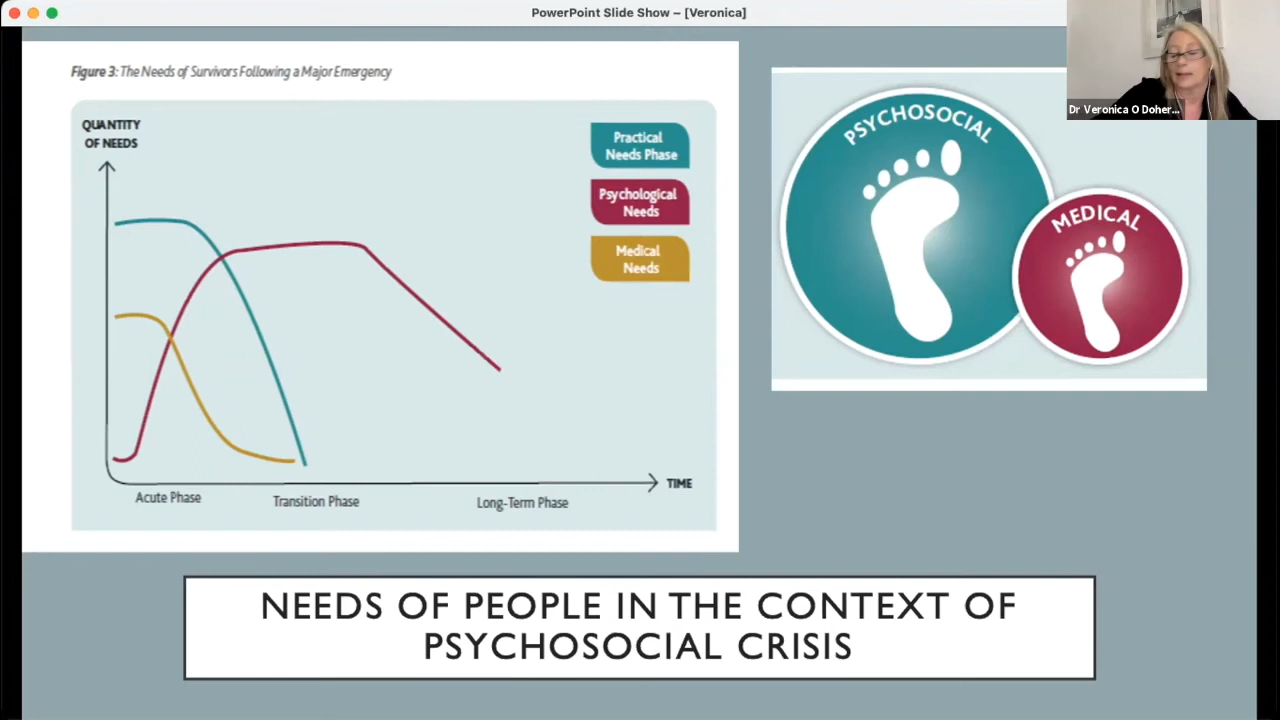 PowerPoint Slide Show – [Veronica]
Dr Veronica O Doher...
Figure 3: The Needs of Survivors Following a Major Emergency
QUANTITY
OF NEEDS
Practical
Needs Phase
Psychological
Needs
Medical
Needs
TIME
Acute Phase
Transition Phase
Long-Term Phase
PSYCHOSOCIAL
MEDICAL
NEEDS OF PEOPLE IN THE CONTEXT OF
PSYCHOSOCIAL CRISIS